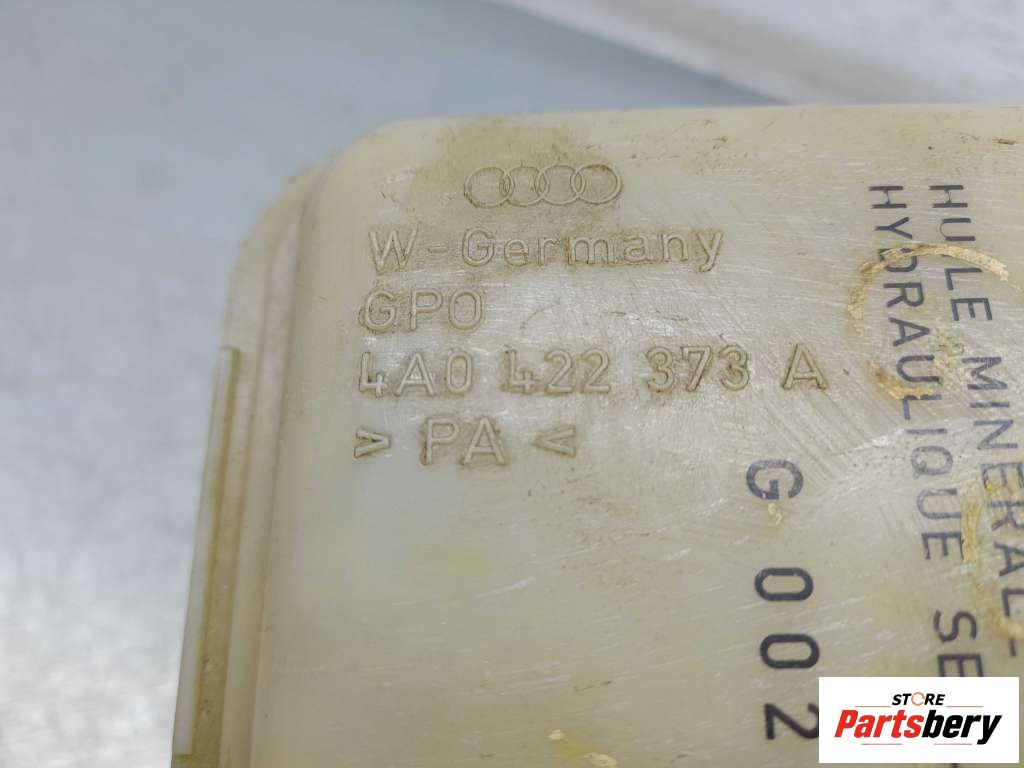 W-Germany
GPO
4A0 422 373 A
> PA <
G 002
HUILE MINERAL-
HYDRAULIQUE
STORE
Partsbery